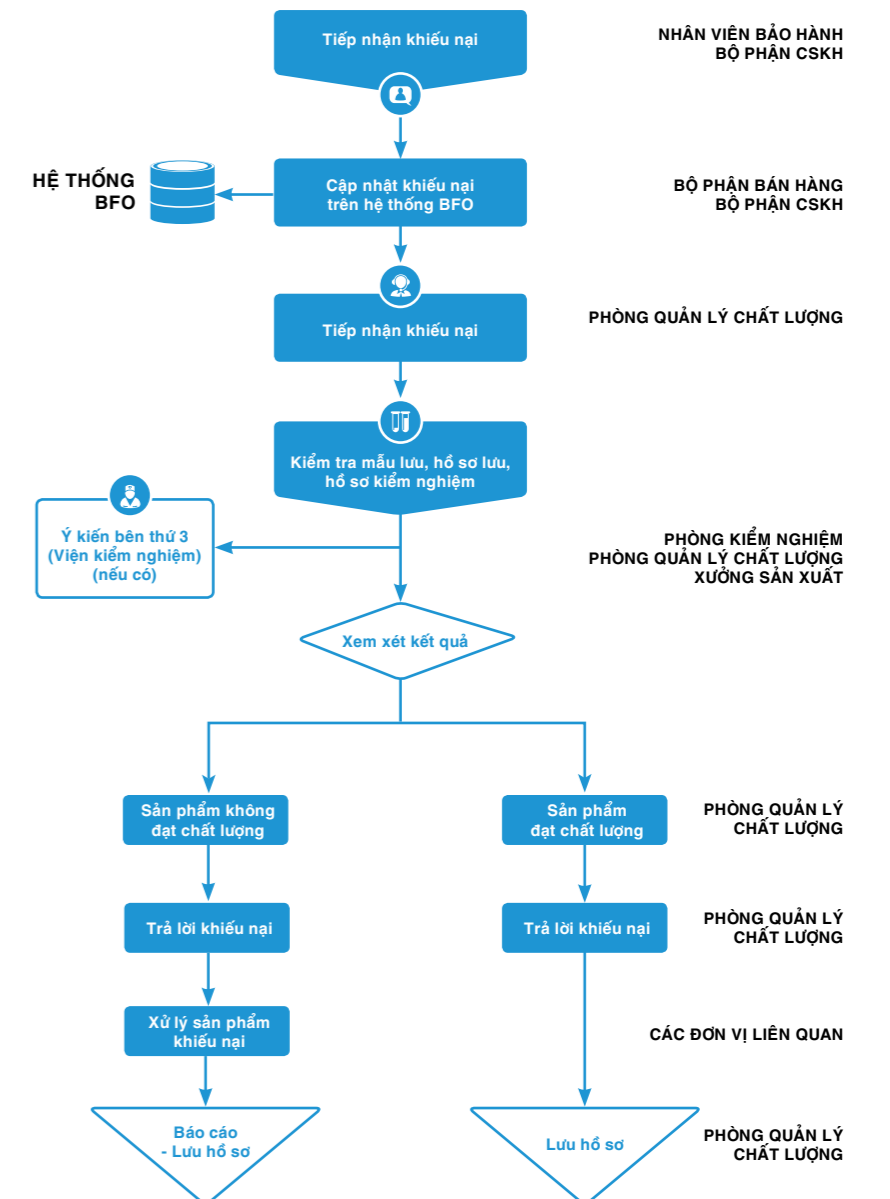 Tiếp nhận khiếu nại
NHÂN VIÊN BẢO HÀNH
BỘ PHẬN CSKH
HỆ THỐNG
BFO
Cập nhật khiếu nại
trên hệ thống BFO
BỘ PHẬN BÁN HÀNG
BỘ PHẬN CSKH
Tiếp nhận khiếu nại
PHÒNG QUẢN LÝ CHẤT LƯỢNG
Kiểm tra mẫu lưu, hồ sơ lưu,
hồ sơ kiểm nghiệm
Ý kiến bên thứ 3
(Viện kiểm nghiệm)
(nếu có)
PHÒNG KIỂM NGHIỆM
PHÒNG QUẢN LÝ CHẤT LƯỢNG
XƯỞNG SẢN XUẤT
Xem xét kết quả
Sản phẩm không
đạt chất lượng
Sản phẩm
đạt chất lượng
PHÒNG QUẢN LÝ
CHẤT LƯỢNG
Trả lời khiếu nại
Trả lời khiếu nại
PHÒNG QUẢN LÝ
CHẤT LƯỢNG
Xử lý sản phẩm
khiếu nại
CÁC ĐƠN VỊ LIÊN QUAN
Báo cáo
- Lưu hồ sơ
Lưu hồ sơ
PHÒNG QUẢN LÝ
CHẤT LƯỢNG